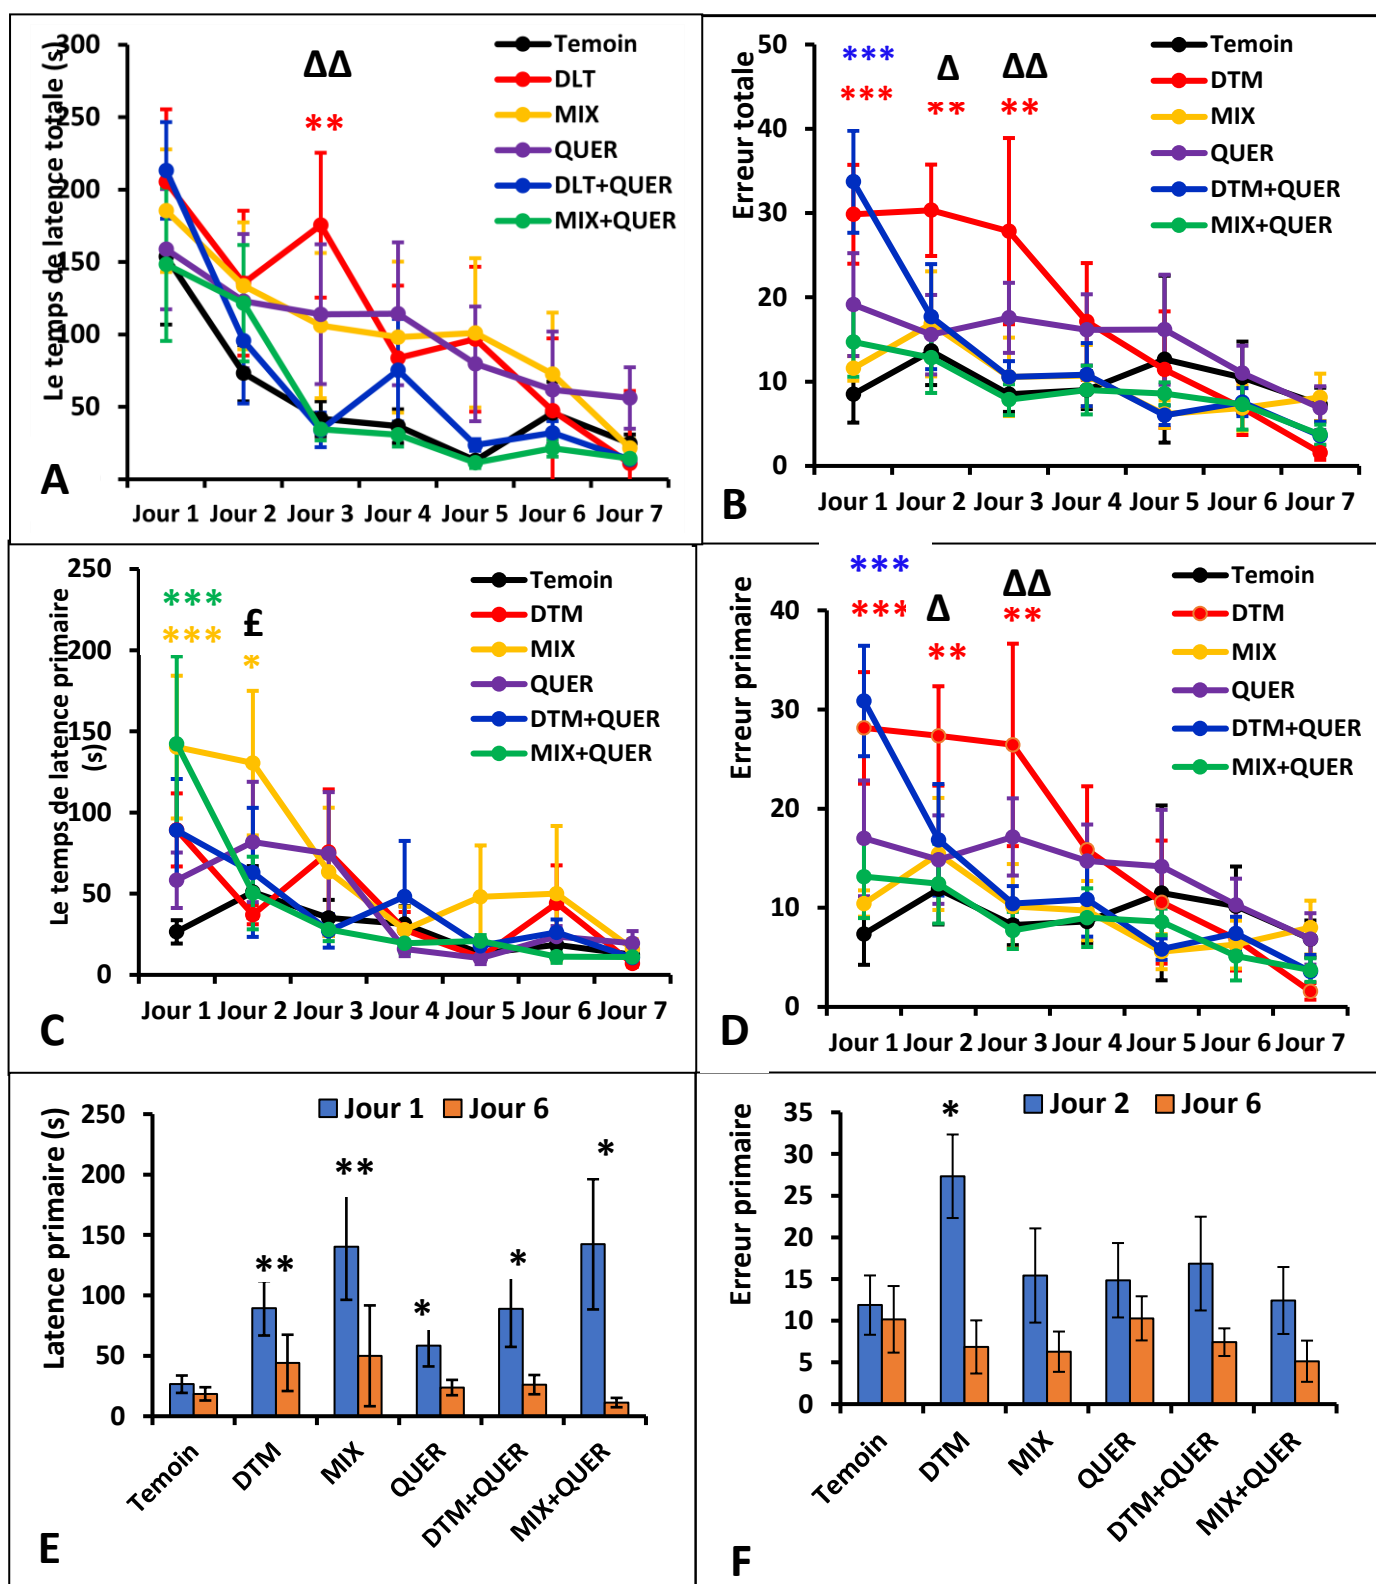 Le temps de latence totale (s)
300
250
200
150
100
50
ΔΔ
**
Temoin
DLT
MIX
QUER
DLT+QUER
MIX+QUER
Jour 1 Jour 2 Jour 3 Jour 4 Jour 5 Jour 6 Jour 7
A
Erreur totale
50
40
30
20
10
0
***
***
Δ
**
ΔΔ
**
Temoin
DTM
MIX
QUER
DTM+QUER
MIX+QUER
Jour 1 Jour 2 Jour 3 Jour 4 Jour 5 Jour 6 Jour 7
B
Le temps de latence primaire
(s)
250
200
150
100
50
0
***
***
£
*
Temoin
DTM
MIX
QUER
DTM+QUER
MIX+QUER
Jour 1 Jour 2 Jour 3 Jour 4 Jour 5 Jour 6 Jour 7
C
Erreur primaire
40
30
20
10
0
***
***
Δ
**
ΔΔ
**
Temoin
DTM
MIX
QUER
DTM+QUER
MIX+QUER
Jour 1 Jour 2 Jour 3 Jour 4 Jour 5 Jour 6 Jour 7
D
Latence primaire (s)
250
200
150
100
50
0
Jour 1 Jour 6
**
**
*
*
*
Temoin
DTM
MIX
QUER
DTM+QUER
MIX+QUER
E
Erreur primaire
35
30
25
20
15
10
5
0
Jour 2 Jour 6
*
Temoin
DTM
MIX
QUER
DTM+QUER
MIX+QUER
F